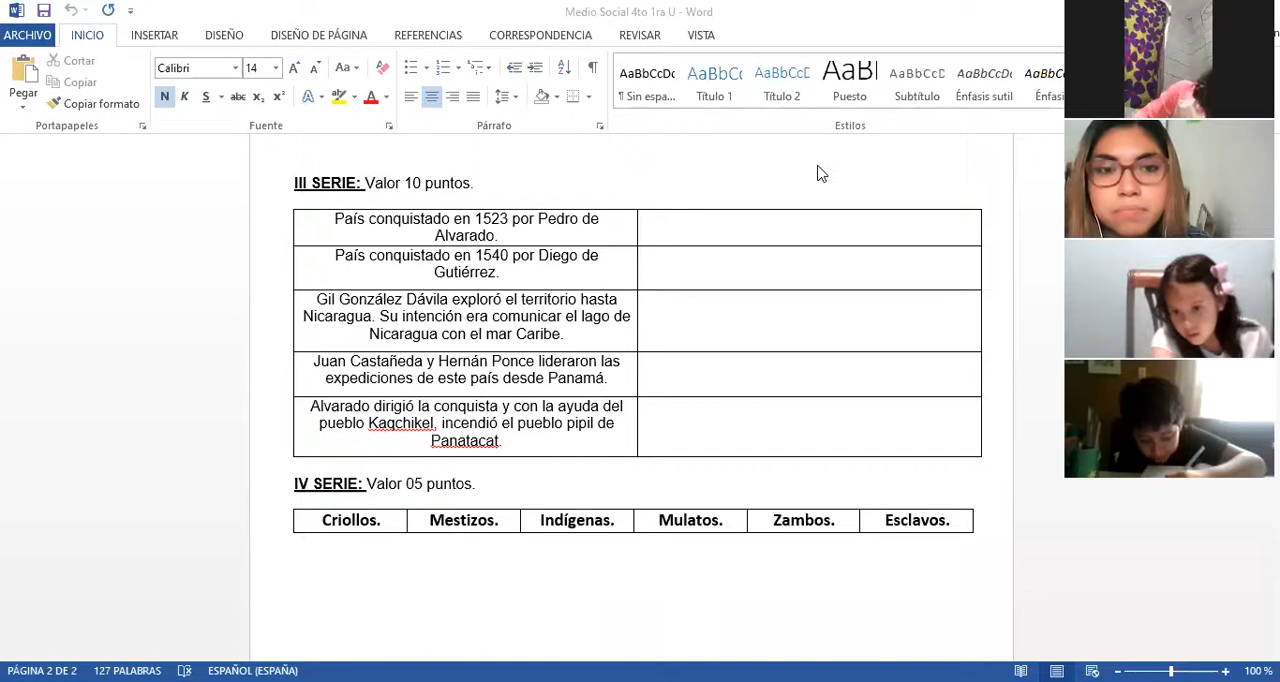 Medio Social 4to 1ra U - Word
ARCHIVO INICIO INSERTAR DISEÑO DISEÑO DE PÁGINA REFERENCIAS CORRESPONDENCIA REVISAR VISTA
Pegar
Cortar
Copiar
Copiar formato
Portapapeles
Calibri 14
N K S abc x₂ x²
Fuente
Párrafo
AaBbCcDc AaBbC( AaBbCcD AaB( AaBbCcD AaBbCcDc AaBbCc
¶ Sin espa... Título 1 Título 2 Puesto Subtítulo Énfasis sutil Énfasis
Estilos
III SERIE: Valor 10 puntos.
País conquistado en 1523 por Pedro de
Alvarado.
País conquistado en 1540 por Diego de
Gutiérrez.
Gil González Dávila exploró el territorio hasta
Nicaragua. Su intención era comunicar el lago de
Nicaragua con el mar Caribe.
Juan Castañeda y Hernán Ponce lideraron las
expediciones de este país desde Panamá.
Alvarado dirigió la conquista y con la ayuda del
pueblo Kaqchikel, incendió el pueblo pipil de
Panatacat.
IV SERIE: Valor 05 puntos.
Criollos. Mestizos. Indígenas. Mulatos. Zambos. Esclavos.
PÁGINA 2 DE 2 127 PALABRAS ESPAÑOL (ESPAÑA) 100 %